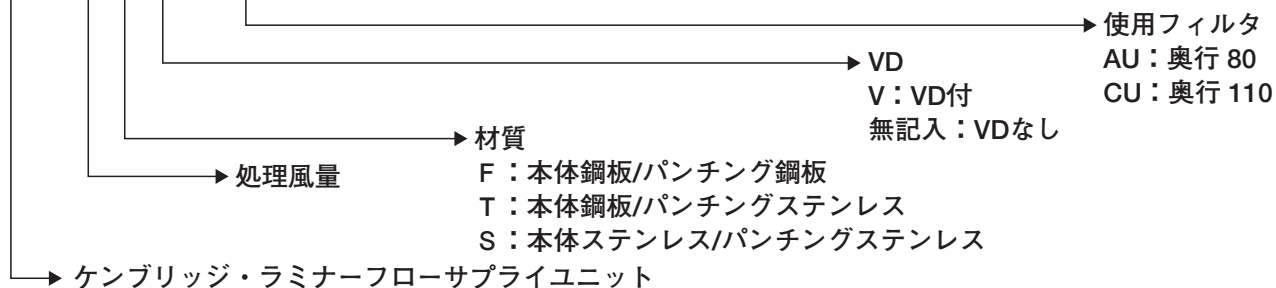 使用フィルタ
AU：奥行 80
CU：奥行 110
VD
V：VD付
無記入：VDなし
材質
F：本体鋼板/パンチング鋼板
T：本体鋼板/パンチングステンレス
S：本体ステンレス/パンチングステンレス
処理風量
ケンブリッジ・ラミナーフローサプライユニット